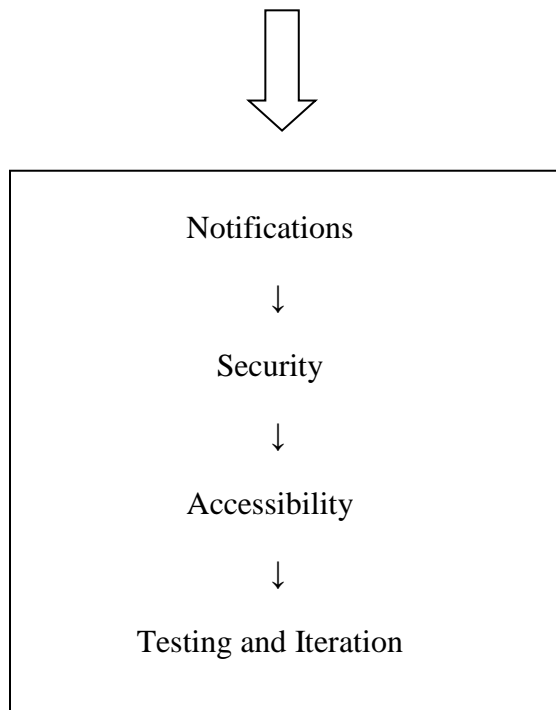 Notifications
↓
Security
↓
Accessibility
↓
Testing and Iteration